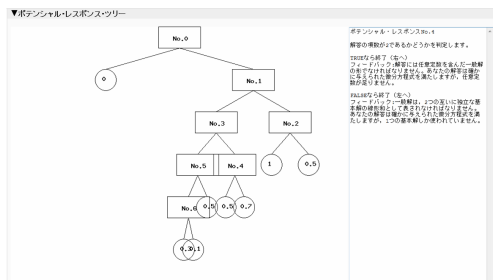 ▼ポテンシャル・レスポンス・ツリー
No.0
0
No.1
No.3
No.2
No.5
No.4
1
0.5
No.6
0.5
0.5
0.7
0.3
0.1
ポテンシャル・レスポンスNo.4
解答の項数が2であるかどうかを判定します。
TRUEなら終了（右へ）
フィードバック:解答には任意定数を含んだ一般解
の形でなければなりません。あなたの解答は確か
に与えられた微分方程式を満たしますが，任意定
数が足りません。
FALSEなら終了（左へ）
フィードバック:一般解は，2つの互いに独立な基
本解の線形和として表されなければなりません。
あなたの解答は確かに与えられた微分方程式を満
たしますが，1つの基本解しか使われていません。